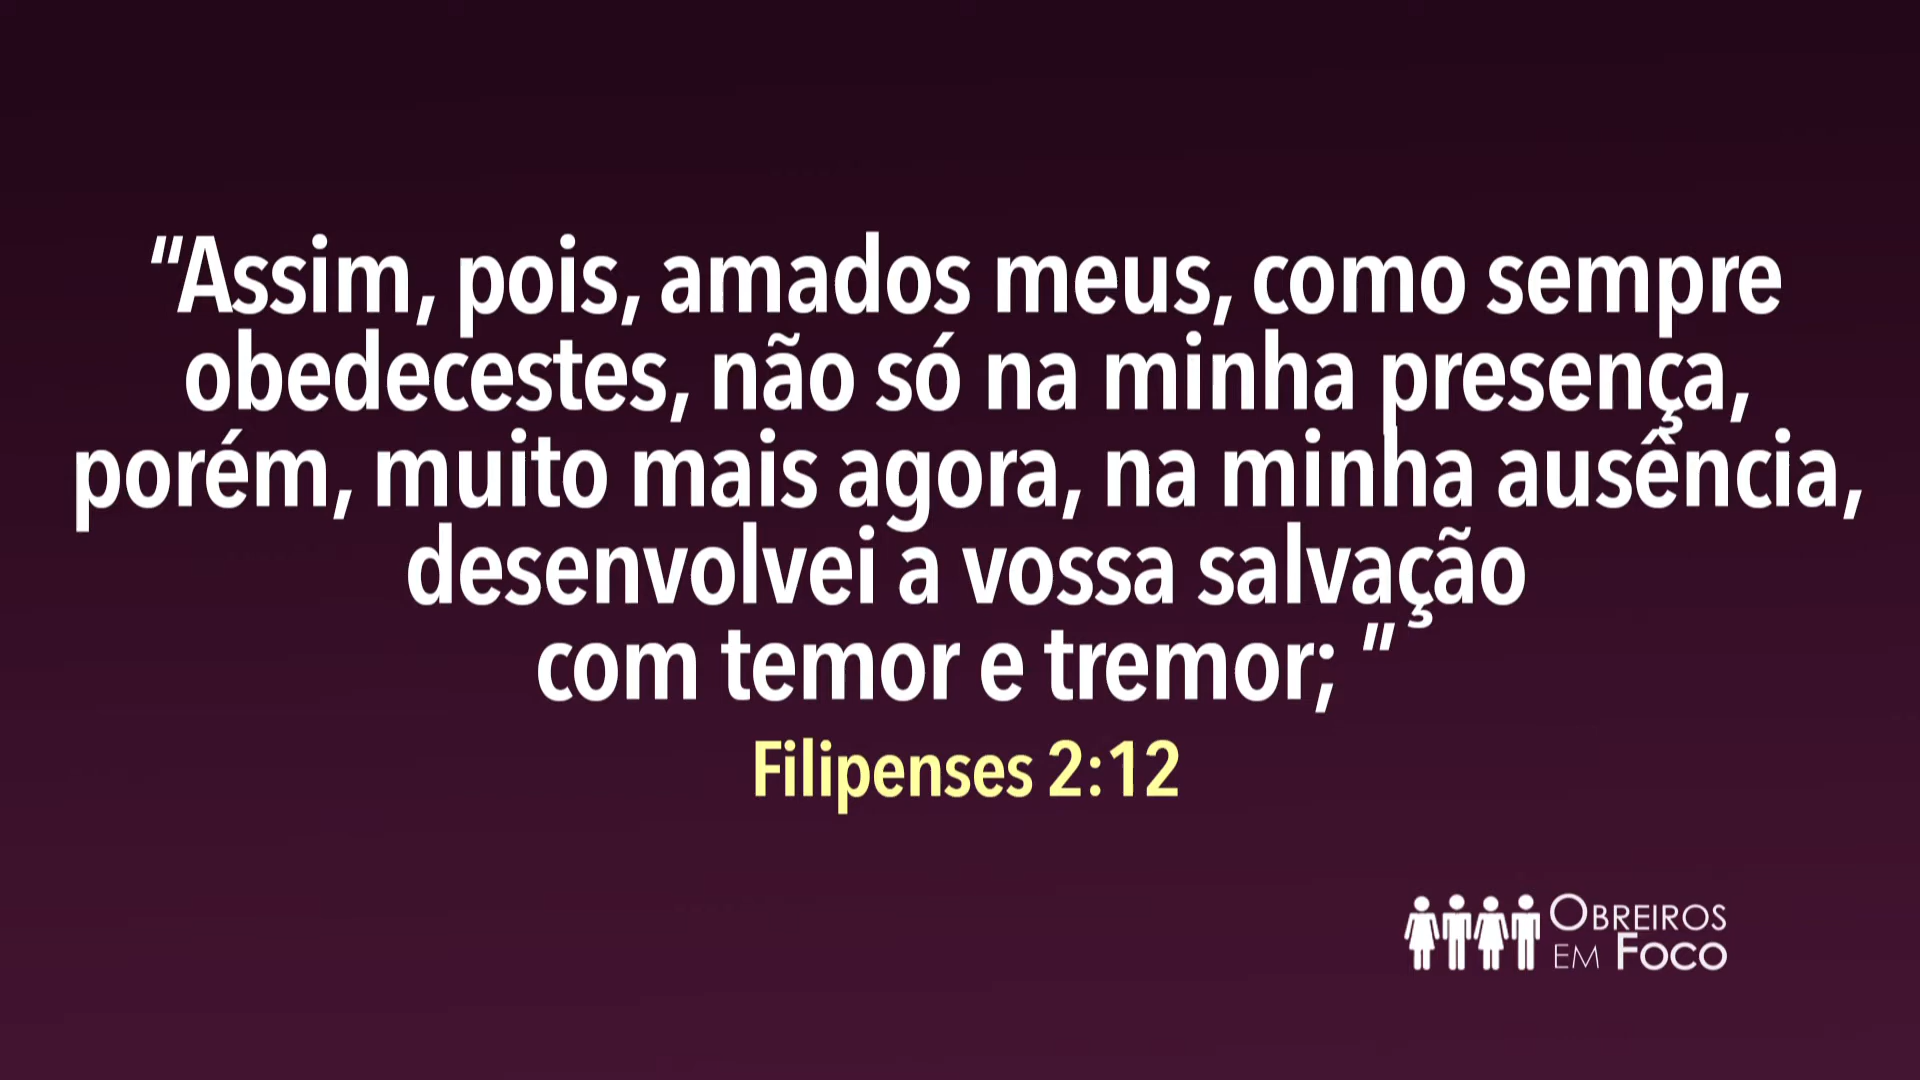 “Assim, pois, amados meus, como sempre
obedecestes, não só na minha presença,
porém, muito mais agora, na minha ausência,
desenvolvei a vossa salvação
com temor e tremor; ”
Filipenses 2:12
OBREIROS
EM FOCO